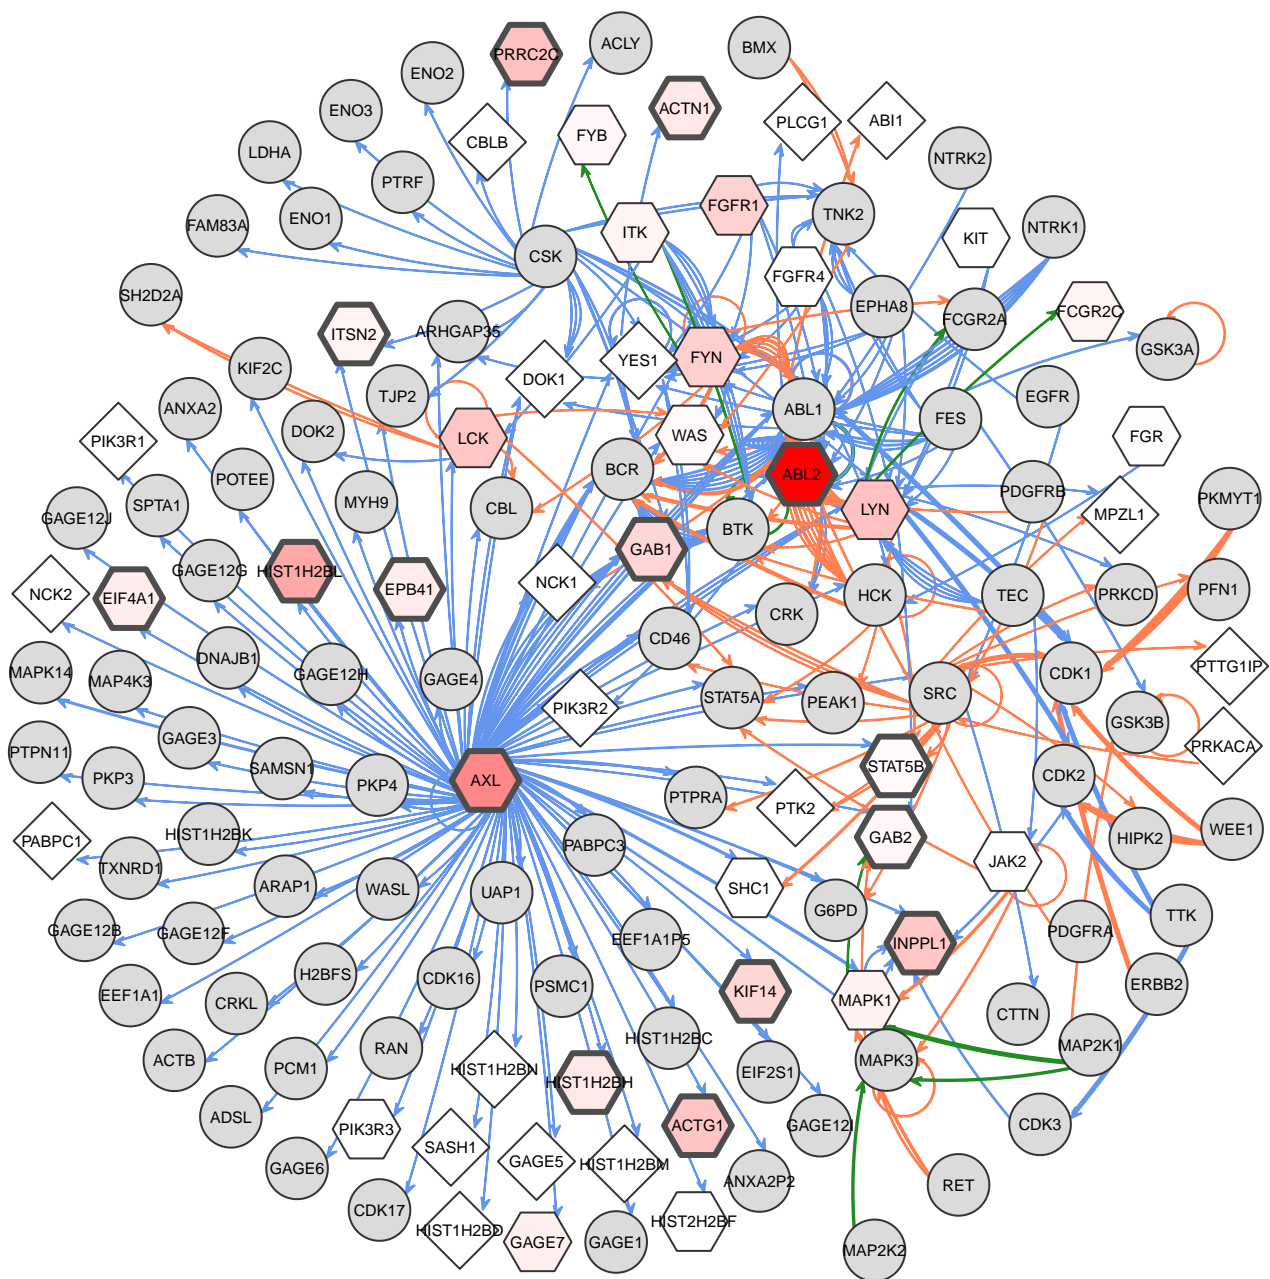 PRRC2C
ACLY
BMX
ENO2
ACTN1
ENO3
FYB
PLCG1
ABI1
CBLB
LDHA
NTRK2
PTRF
FGFR1
TNK2
ENO1
FAM83A
ITK
NTRK1
KIT
CSK
FGFR4
SH2D2A
EPHA8
FCGR2C
FCGR2A
ITSN2
ARHGAP35
GSK3A
YES1
FYN
KIF2C
DOK1
TJP2
EGFR
ABL1
ANXA2
FES
DOK2
PIK3R1
LCK
WAS
FGR
BCR
ABL2
POTEE
PDGFRB
PKMYT1
MYH9
SPTA1
CBL
LYN
MPZL1
GAGE12J
BTK
GAB1
GAGE12G
HIST1H2BL
NCK1
EPB41
NCK2
EIF4A1
HCK
TEC
PRKCD
PFN1
CRK
CD46
DNAJB1
PTTG1IP
MAPK14
MAP4K3
GAGE12H
GAGE4
CDK1
SRC
STAT5A
PEAK1
PIK3R2
GSK3B
GAGE3
PRKACA
PTPN11
STAT5B
PKP3
SAMSN1
PKP4
AXL
CDK2
PTPRA
PTK2
HIST1H2BK
WEE1
GAB2
HIPK2
PABPC1
PABPC3
JAK2
TXNRD1
ARAP1
WASL
UAP1
SHC1
G6PD
TTK
GAGE12B
GAGE12F
EEF1A1P5
INPPL1
PDGFRA
H2BFS
CDK16
PSMC1
ERBB2
KIF14
EEF1A1
CRKL
MAPK1
CTTN
HIST1H2BC
RAN
MAP2K1
ACTB
PCM1
HIST1H2BN
EIF2S1
MAPK3
HIST1H2BH
ADSL
PIK3R3
ACTG1
GAGE12I
CDK3
SASH1
GAGE5
HIST1H2BM
GAGE6
ANXA2P2
RET
CDK17
HIST1H2BD
HIST2H2BF
GAGE7
GAGE1
MAP2K2